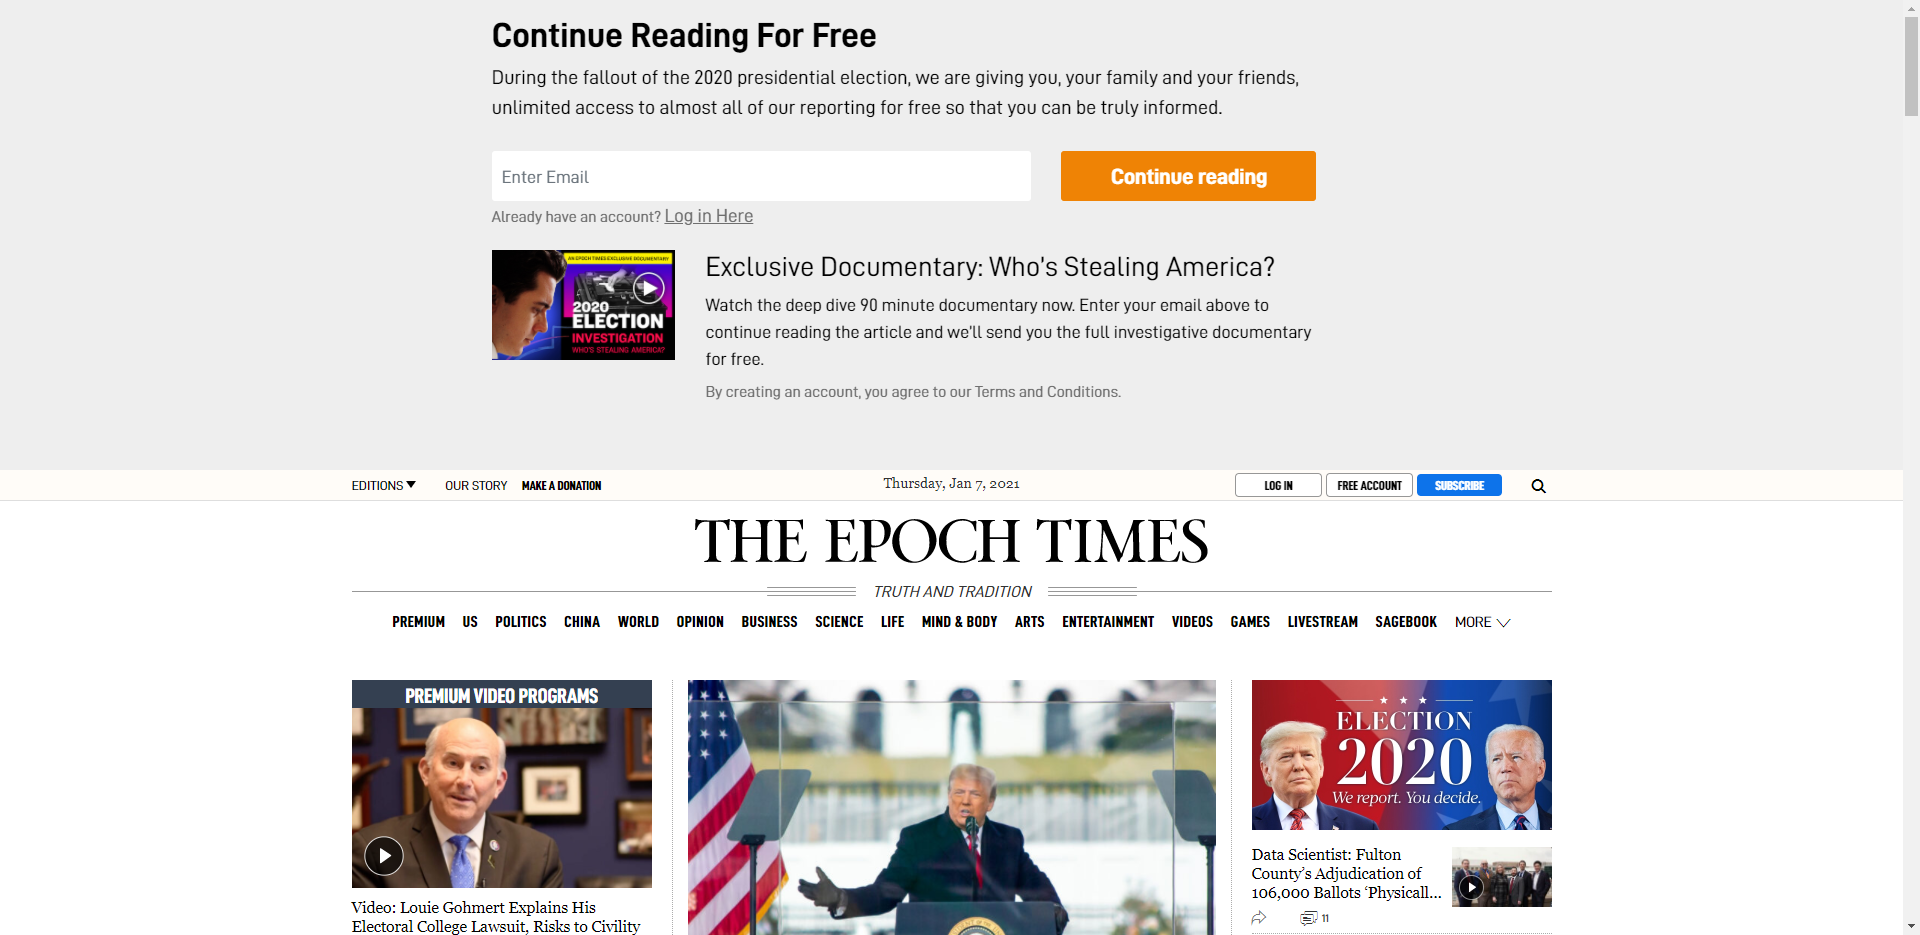 Continue Reading For Free
During the fallout of the 2020 presidential election, we are giving you, your family and your friends,
unlimited access to almost all of our reporting for free so that you can be truly informed.
Enter Email
Continue reading
Already have an account? Log in Here
AN EPOCH TIMES EXCLUSIVE DOCUMENTARY
2020
ELECTION
INVESTIGATION
WHO'S STEALING AMERICA?
Exclusive Documentary: Who's Stealing America?
Watch the deep dive 90 minute documentary now. Enter your email above to
continue reading the article and we'll send you the full investigative documentary
for free.
By creating an account, you agree to our Terms and Conditions.
EDITIONS OUR STORY MAKE A DONATION Thursday, Jan 7, 2021 LOG IN FREE ACCOUNT SUBSCRIBE
THE EPOCH TIMES
TRUTH AND TRADITION
PREMIUM US POLITICS CHINA WORLD OPINION BUSINESS SCIENCE LIFE MIND & BODY ARTS ENTERTAINMENT VIDEOS GAMES LIVESTREAM SAGEBOOK MORE
PREMIUM VIDEO PROGRAMS
Video: Louie Gohmert Explains His
Electoral College Lawsuit, Risks to Civility
ELECTION
2020
We report. You decide.
Data Scientist: Fulton
County's Adjudication of
106,000 Ballots ‘Physicall...
11